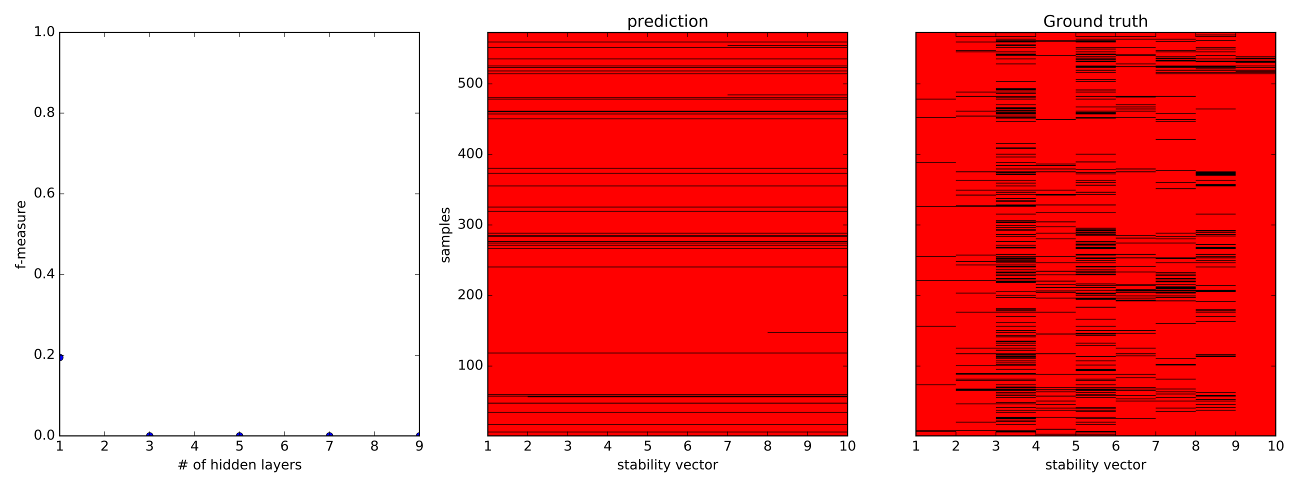 1.0
0.8
0.6
0.4
0.2
0.0
f-measure
1 2 3 4 5 6 7 8 9
# of hidden layers
prediction
500
400
300
200
100
samples
1 2 3 4 5 6 7 8 9 10
stability vector
Ground truth
1 2 3 4 5 6 7 8 9 10
stability vector